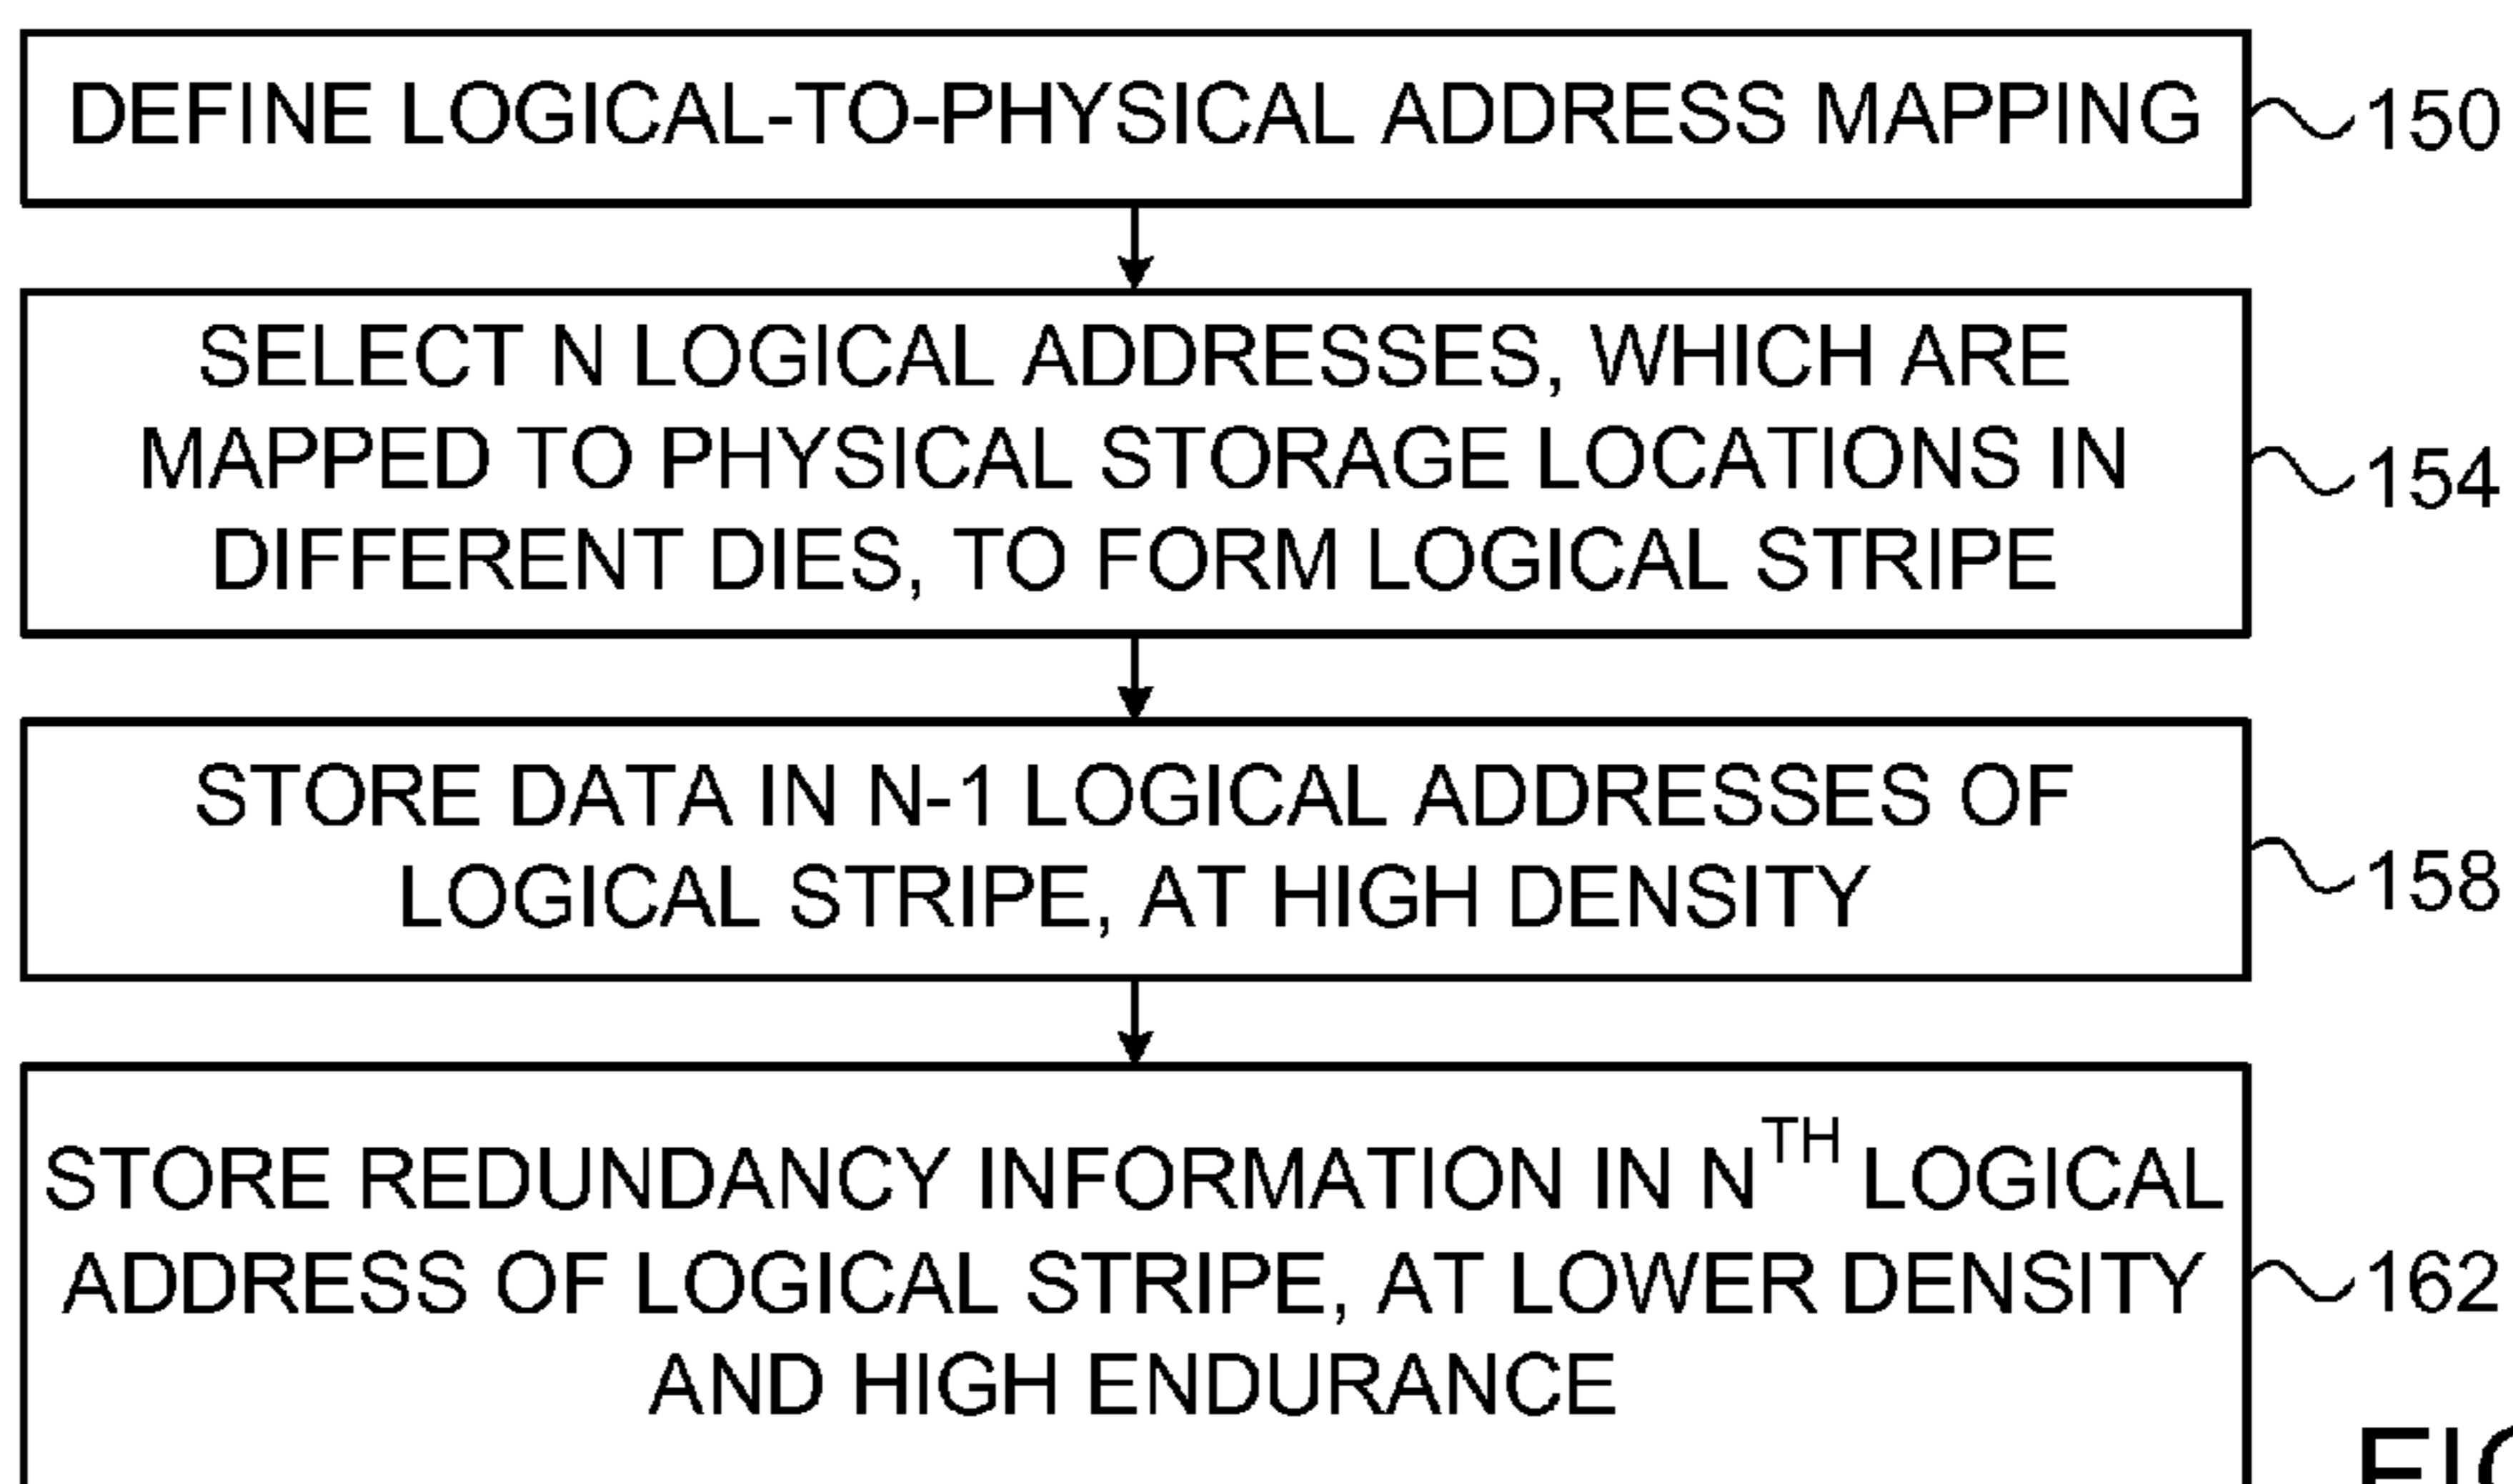 DEFINE LOGICAL-TO-PHYSICAL ADDRESS MAPPING
150
SELECT N LOGICAL ADDRESSES, WHICH ARE
MAPPED TO PHYSICAL STORAGE LOCATIONS IN
DIFFERENT DIES, TO FORM LOGICAL STRIPE
154
STORE DATA IN N-1 LOGICAL ADDRESSES OF
LOGICAL STRIPE, AT HIGH DENSITY
158
STORE REDUNDANCY INFORMATION IN N^TH LOGICAL
ADDRESS OF LOGICAL STRIPE, AT LOWER DENSITY
AND HIGH ENDURANCE
162